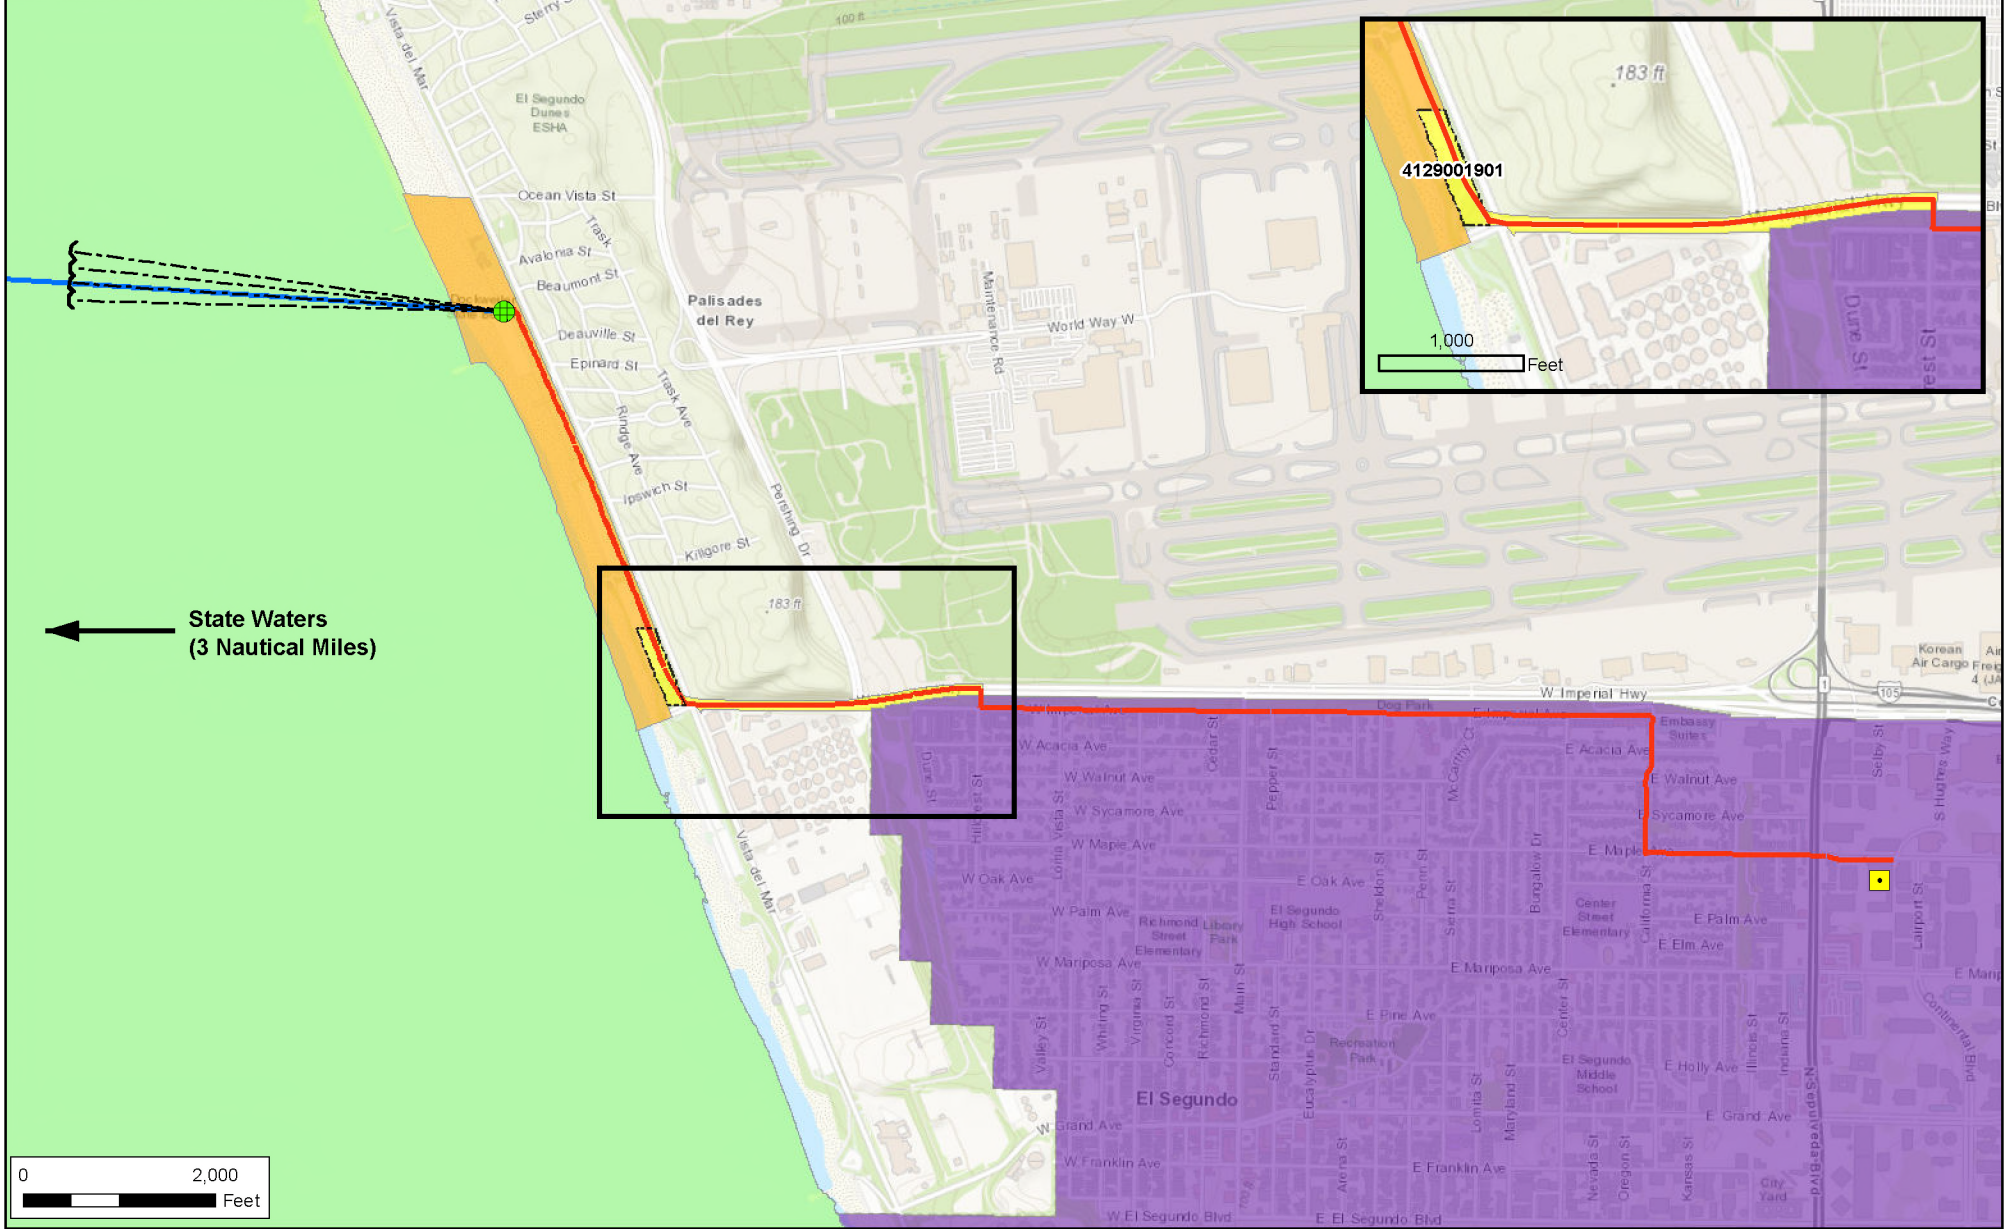 Sterry S
100 ft
Vista del Mar
El Segundo
Dunes
ESHA
183 ft
4129001901
Dune St
1,000
Feet
Ocean Vista St
Trask
Avalonia St
Beaumont St
Palisades
del Rey
Maintenance Rd
World Way W
Deauville St
Epinard St
Trask Ave
Rindge Ave
Ipswich St
Pershing Dr
Killgore St
183 ft
State Waters
(3 Nautical Miles)
Korean
Air Cargo
W Imperial Hwy
1
105
Dog Park
W Imperial Ave
E Imperial Ave
Embassy
Suites
W Acacia Ave
Cedar St
McCarthy Ct
E Acacia Ave
Selby St
S Hughes Way
Dune St
Hillcrest St
W Walnut Ave
Pepper St
E Walnut Ave
Loma Vista St
W Sycamore Ave
E Sycamore Ave
W Maple Ave
E Maple Ave
Vista del Mar
W Oak Ave
E Oak Ave
Sheldon St
Penn St
Sierra St
Bungalow Dr
California St
Lairport St
W Palm Ave
Richmond
Street
Elementary
Library
Park
El Segundo
High School
Center
Street
Elementary
E Palm Ave
E Elm Ave
W Mariposa Ave
E Mariposa Ave
E Marip
Valley St
Whiting St
Virginia St
Concord St
Richmond St
Main St
Standard St
Eucalyptus Dr
E Pine Ave
Recreation
Park
Center St
Illinois St
Indiana St
Continental Blvd
El Segundo
Middle
School
E Holly Ave
El Segundo
Lomita St
Maryland St
E Grand Ave
W Grand Ave
N Sepulveda Blvd
W Franklin Ave
Arena St
E Franklin Ave
Nevada St
Oregon St
Kansas St
City
Yard
W El Segundo Blvd
E El Segundo Blvd
0
2,000
Feet